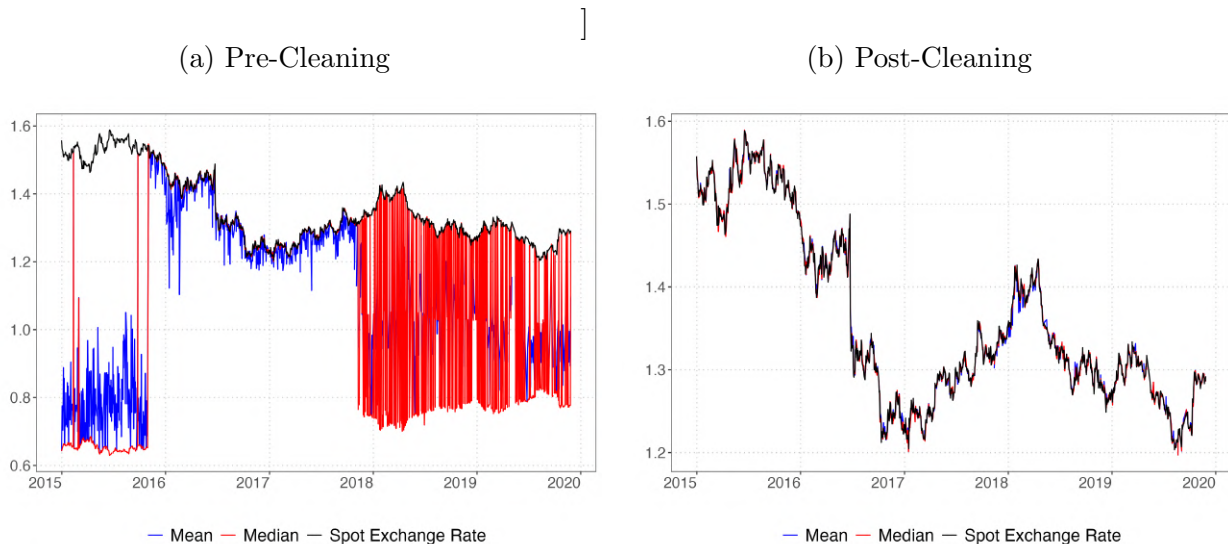 ]
(a) Pre-Cleaning
(b) Post-Cleaning
1.6
1.4
1.2
1.0
0.8
0.6
2015 2016 2017 2018 2019 2020
— Mean — Median — Spot Exchange Rate
1.6
1.5
1.4
1.3
1.2
2015 2016 2017 2018 2019 2020
— Mean — Median — Spot Exchange Rate